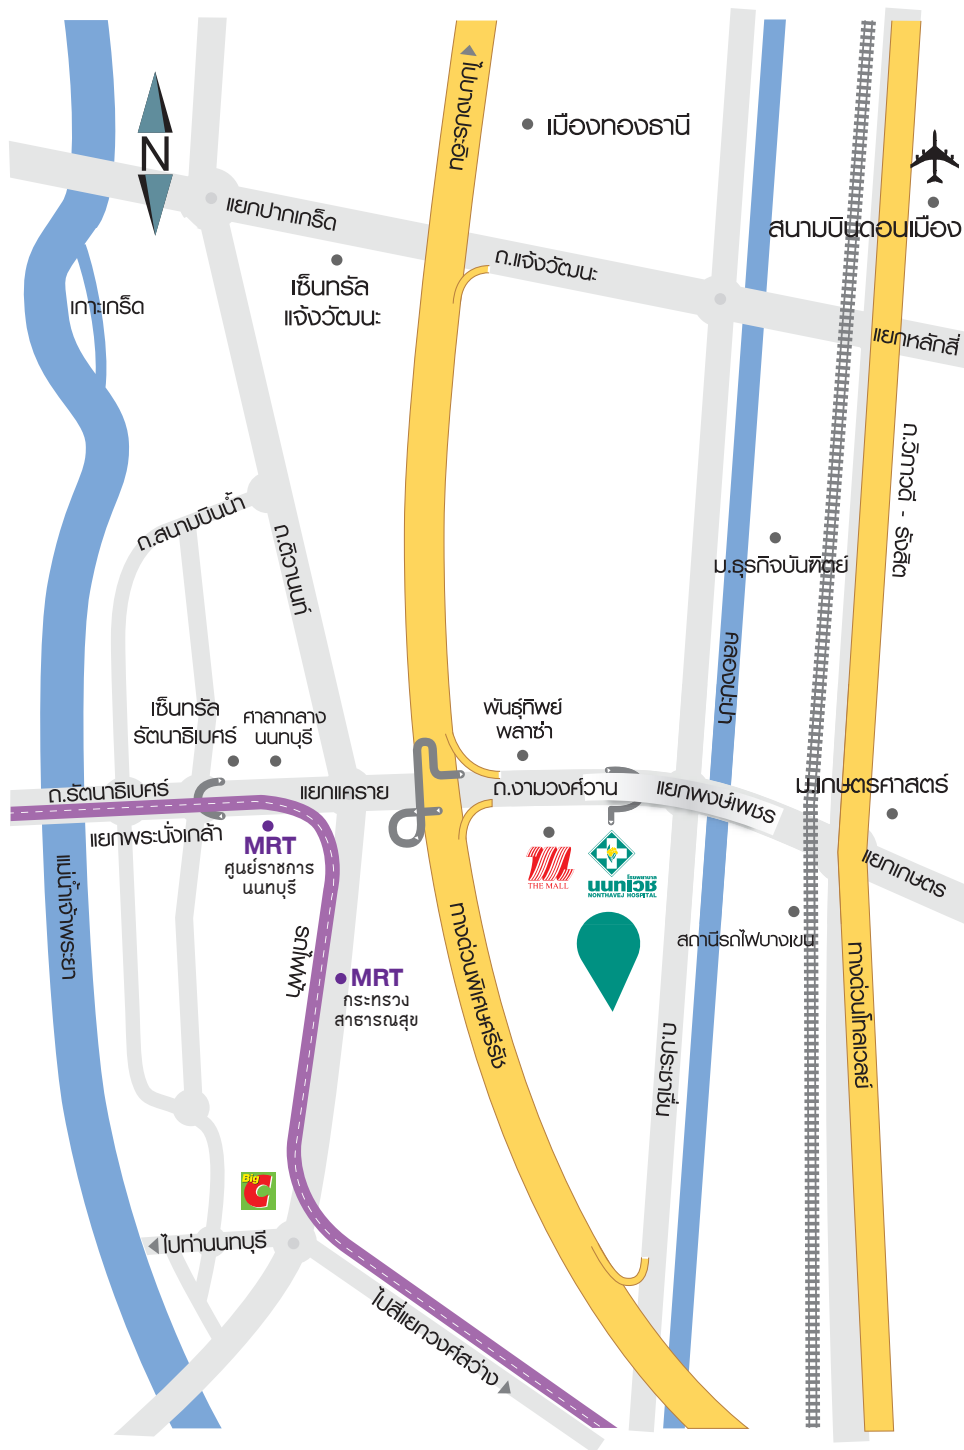 ไปบางปะอิน
เมืองทองธานี
N
แยกปากเกร็ด
สนามบินดอนเมือง
ถ.แจ้งวัฒนะ
เซ็นทรัล
แจ้งวัฒนะ
เกาะเกร็ด
แยกหลักสี่
ถ.วิภาวดี - รังสิต
ถ.สนามบินน้ำ
ถ.ติวานนท์
ม.ธุรกิจบันฑิตย์
คลองปะปา
เซ็นทรัล
รัตนาธิเบศร์
ศาลากลาง
นนทบุรี
พันธุ์ทิพย์
พลาซ่า
ถ.รัตนาธิเบศร์
แยกแคราย
ถ.งามวงศ์วาน
แยกพงษ์เพชร
ม.เกษตรศาสตร์
แยกพระนั่งเกล้า
MRT
ศูนย์ราชการ
นนทบุรี
THE MALL
โรงพยาบาล
นนทเวช
NONTHAVEJ HOSPITAL
แยกเกษตร
แม่น้ำเจ้าพระยา
รถไฟฟ้า
ทางด่วนพิเศษศรีรัช
สถานีรถไฟบางเขน
ทางด่วนโทลเวลย์
MRT
กระทรวง
สาธารณสุข
ถ.ประชาชื่น
Big
C
ไปท่านนทบุรี
ไปสี่แยกวงศ์สว่าง